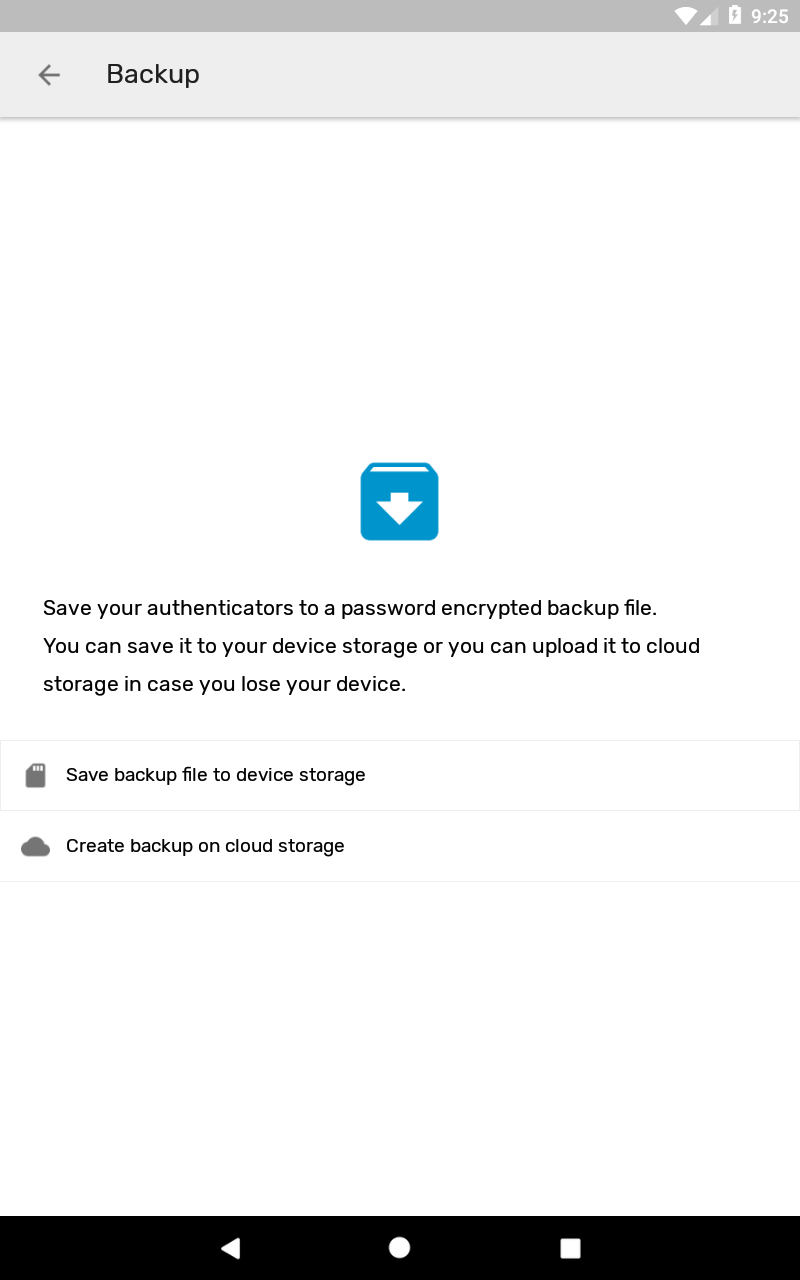 9:25
Backup
Save your authenticators to a password encrypted backup file.
You can save it to your device storage or you can upload it to cloud
storage in case you lose your device.
Save backup file to device storage
Create backup on cloud storage